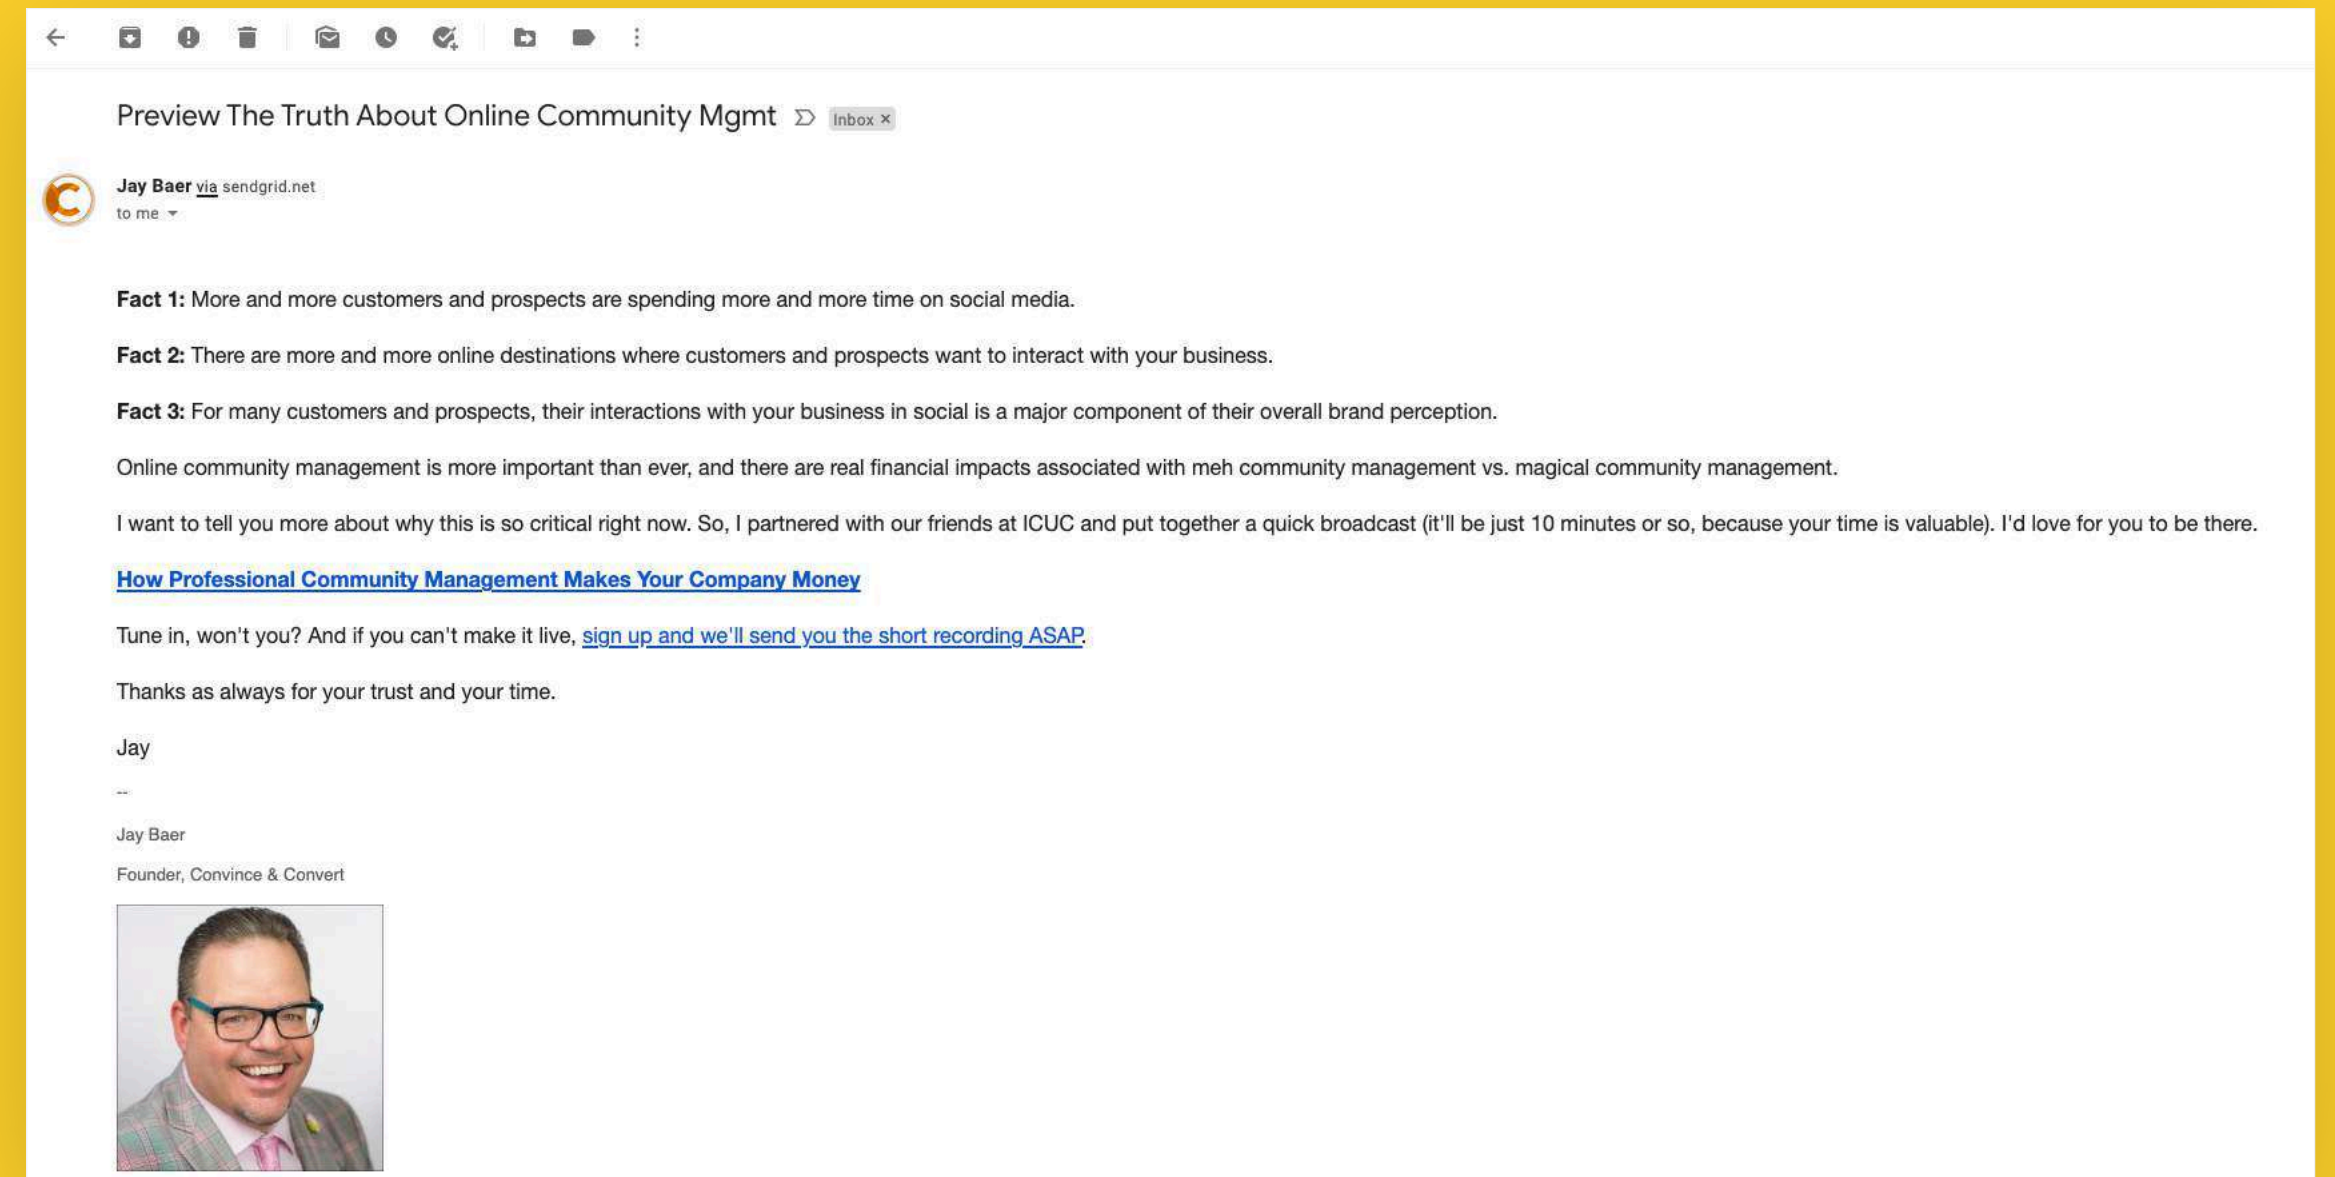 Preview The Truth About Online Community Mgmt Inbox ×
Jay Baer via sendgrid.net
to me
Fact 1: More and more customers and prospects are spending more and more time on social media.
Fact 2: There are more and more online destinations where customers and prospects want to interact with your business.
Fact 3: For many customers and prospects, their interactions with your business in social is a major component of their overall brand perception.
Online community management is more important than ever, and there are real financial impacts associated with meh community management vs. magical community management.
I want to tell you more about why this is so critical right now. So, I partnered with our friends at ICUC and put together a quick broadcast (it'll be just 10 minutes or so, because your time is valuable). I'd love for you to be there.
How Professional Community Management Makes Your Company Money
Tune in, won't you? And if you can't make it live, sign up and we'll send you the short recording ASAP.
Thanks as always for your trust and your time.
Jay
--
Jay Baer
Founder, Convince & Convert